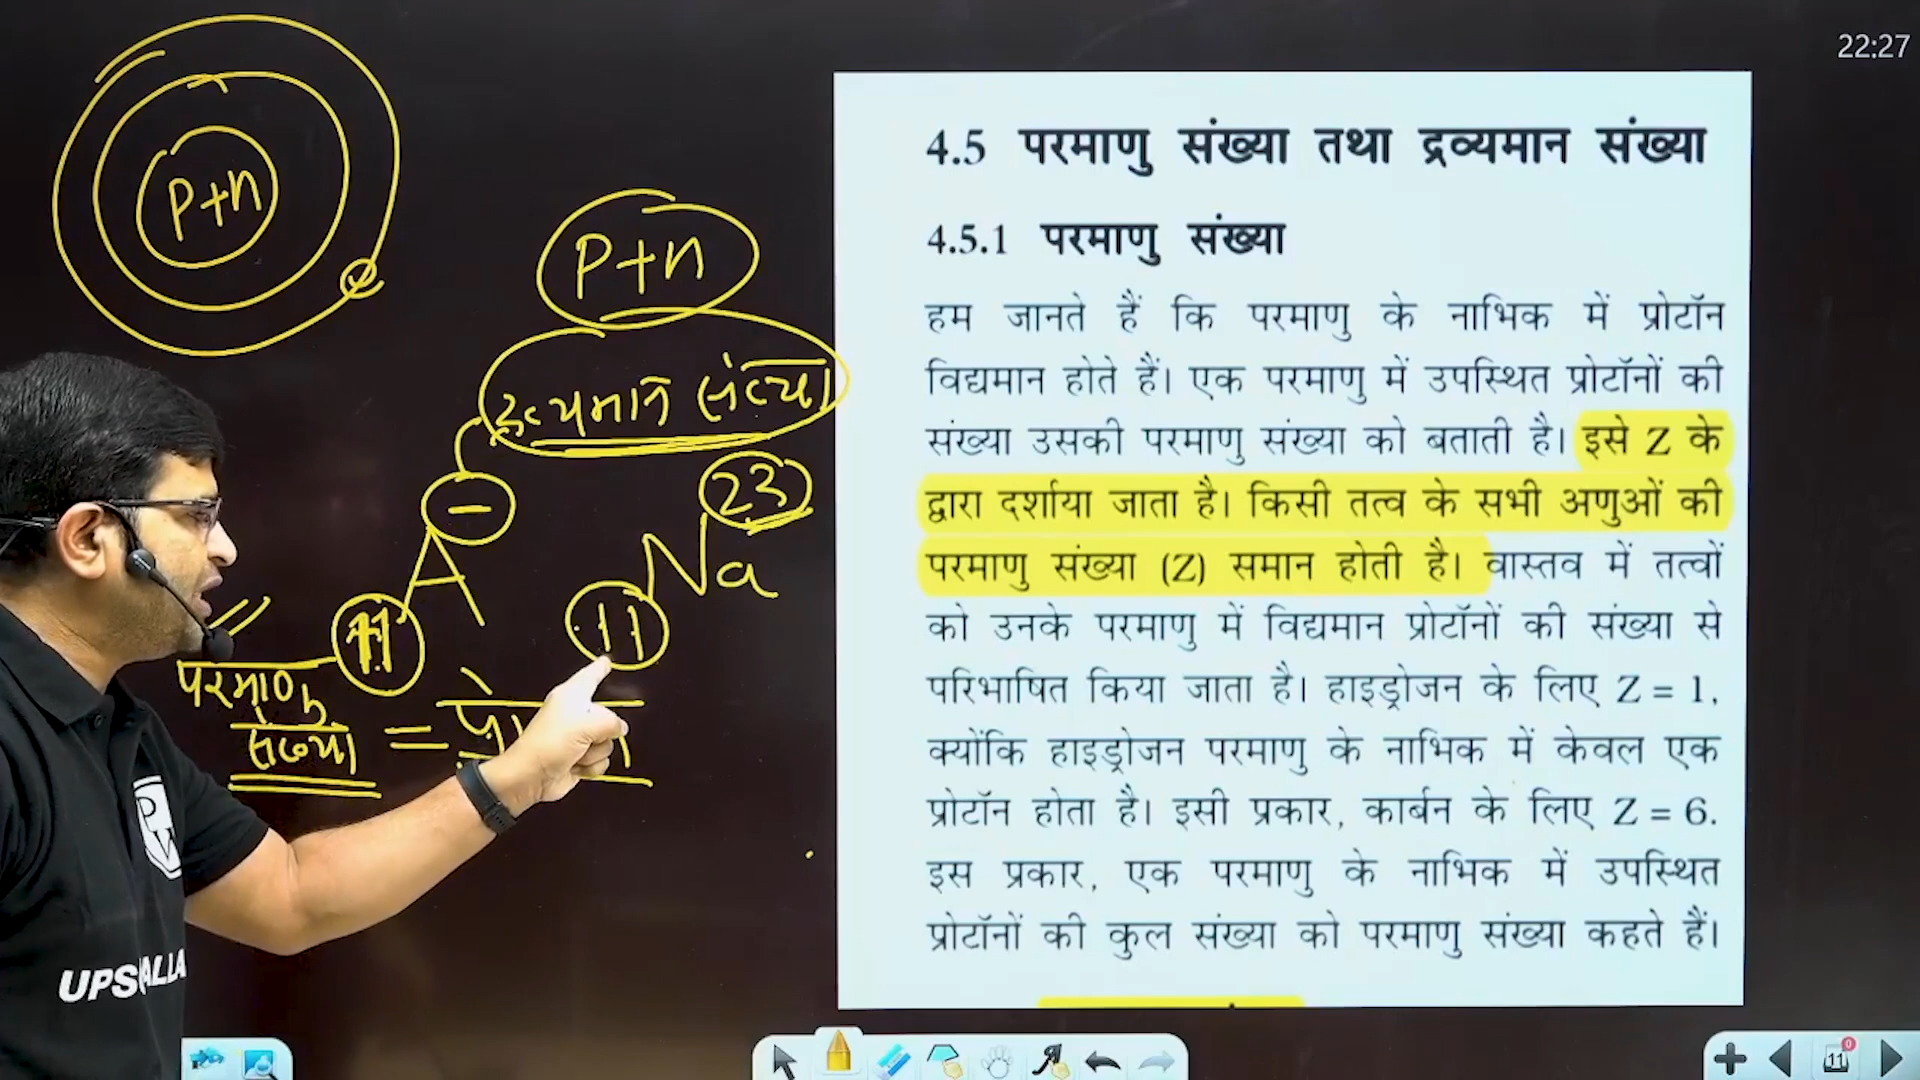 22:27
P+n
P+n
द्रव्यमान संख्या
23
A
Na
11
परमाणु
संख्या =
4.5 परमाणु संख्या तथा द्रव्यमान संख्या
4.5.1 परमाणु संख्या
हम जानते हैं कि परमाणु के नाभिक में प्रोटॉन
विद्यमान होते हैं। एक परमाणु में उपस्थित प्रोटॉनों की
संख्या उसकी परमाणु संख्या को बताती है। इसे Z के
द्वारा दर्शाया जाता है। किसी तत्व के सभी अणुओं की
परमाणु संख्या (Z) समान होती है। वास्तव में तत्वों
को उनके परमाणु में विद्यमान प्रोटॉनों की संख्या से
परिभाषित किया जाता है। हाइड्रोजन के लिए Z = 1,
क्योंकि हाइड्रोजन परमाणु के नाभिक में केवल एक
प्रोटॉन होता है। इसी प्रकार, कार्बन के लिए Z = 6.
इस प्रकार, एक परमाणु के नाभिक में उपस्थित
प्रोटॉनों की कुल संख्या को परमाणु संख्या कहते हैं।
PW
11
0